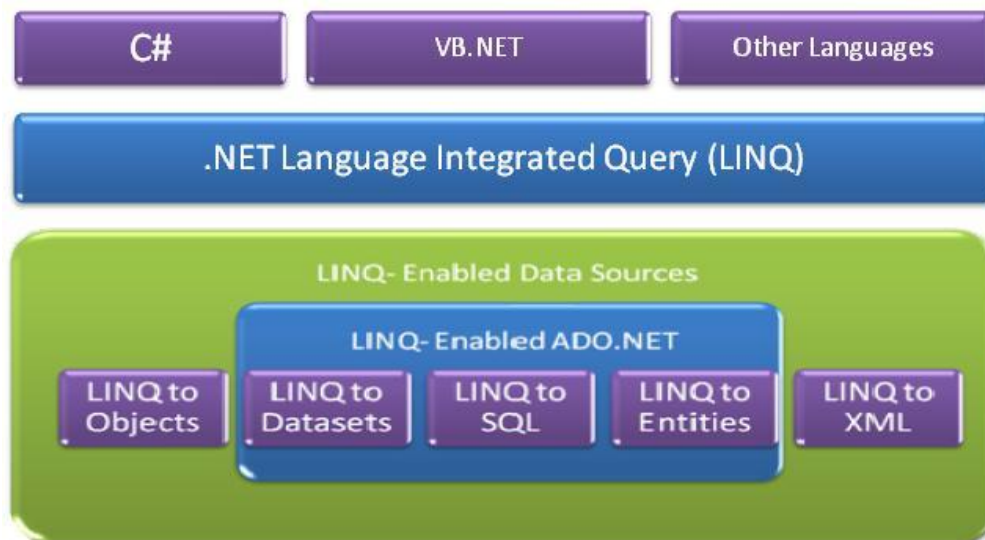 C#
VB.NET
Other Languages
.NET Language Integrated Query (LINQ)
LINQ- Enabled Data Sources
LINQ- Enabled ADO.NET
LINQ to
Objects
LINQ to
Datasets
LINQ to
SQL
LINQ to
Entities
LINQ to
XML